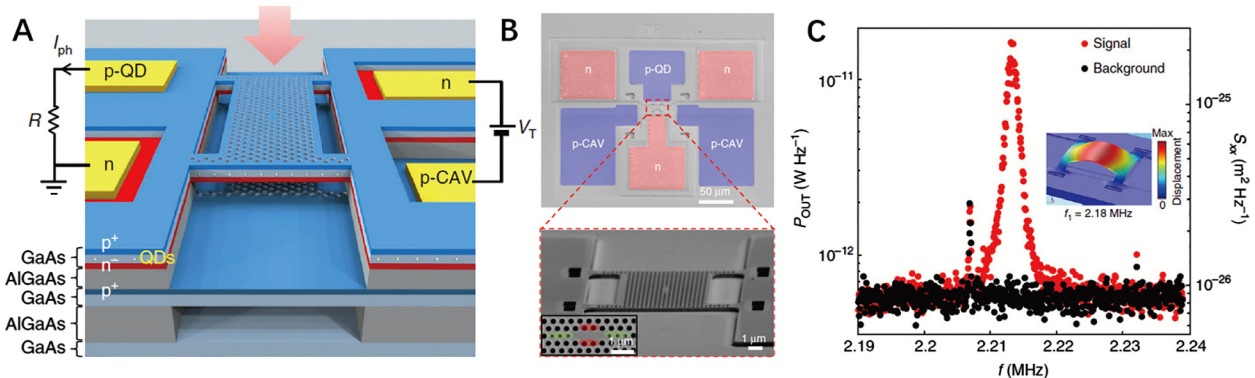 A
I_ph
p-QD
R
n
n
V_T
p-CAV
GaAs
p⁺
QDs
AlGaAs
n⁻
GaAs
p⁺
AlGaAs
GaAs
B
n
p-QD
n
p-CAV
p-CAV
n
50 μm
1 μm
1 μm
C
P_OUT (W Hz⁻¹)
10⁻¹¹
10⁻¹²
Signal
Background
Max
Displacement
0
f₁ = 2.18 MHz
10⁻²⁵
10⁻²⁶
S_xx (m² Hz⁻¹)
2.19
2.2
2.21
2.22
2.23
2.24
f (MHz)